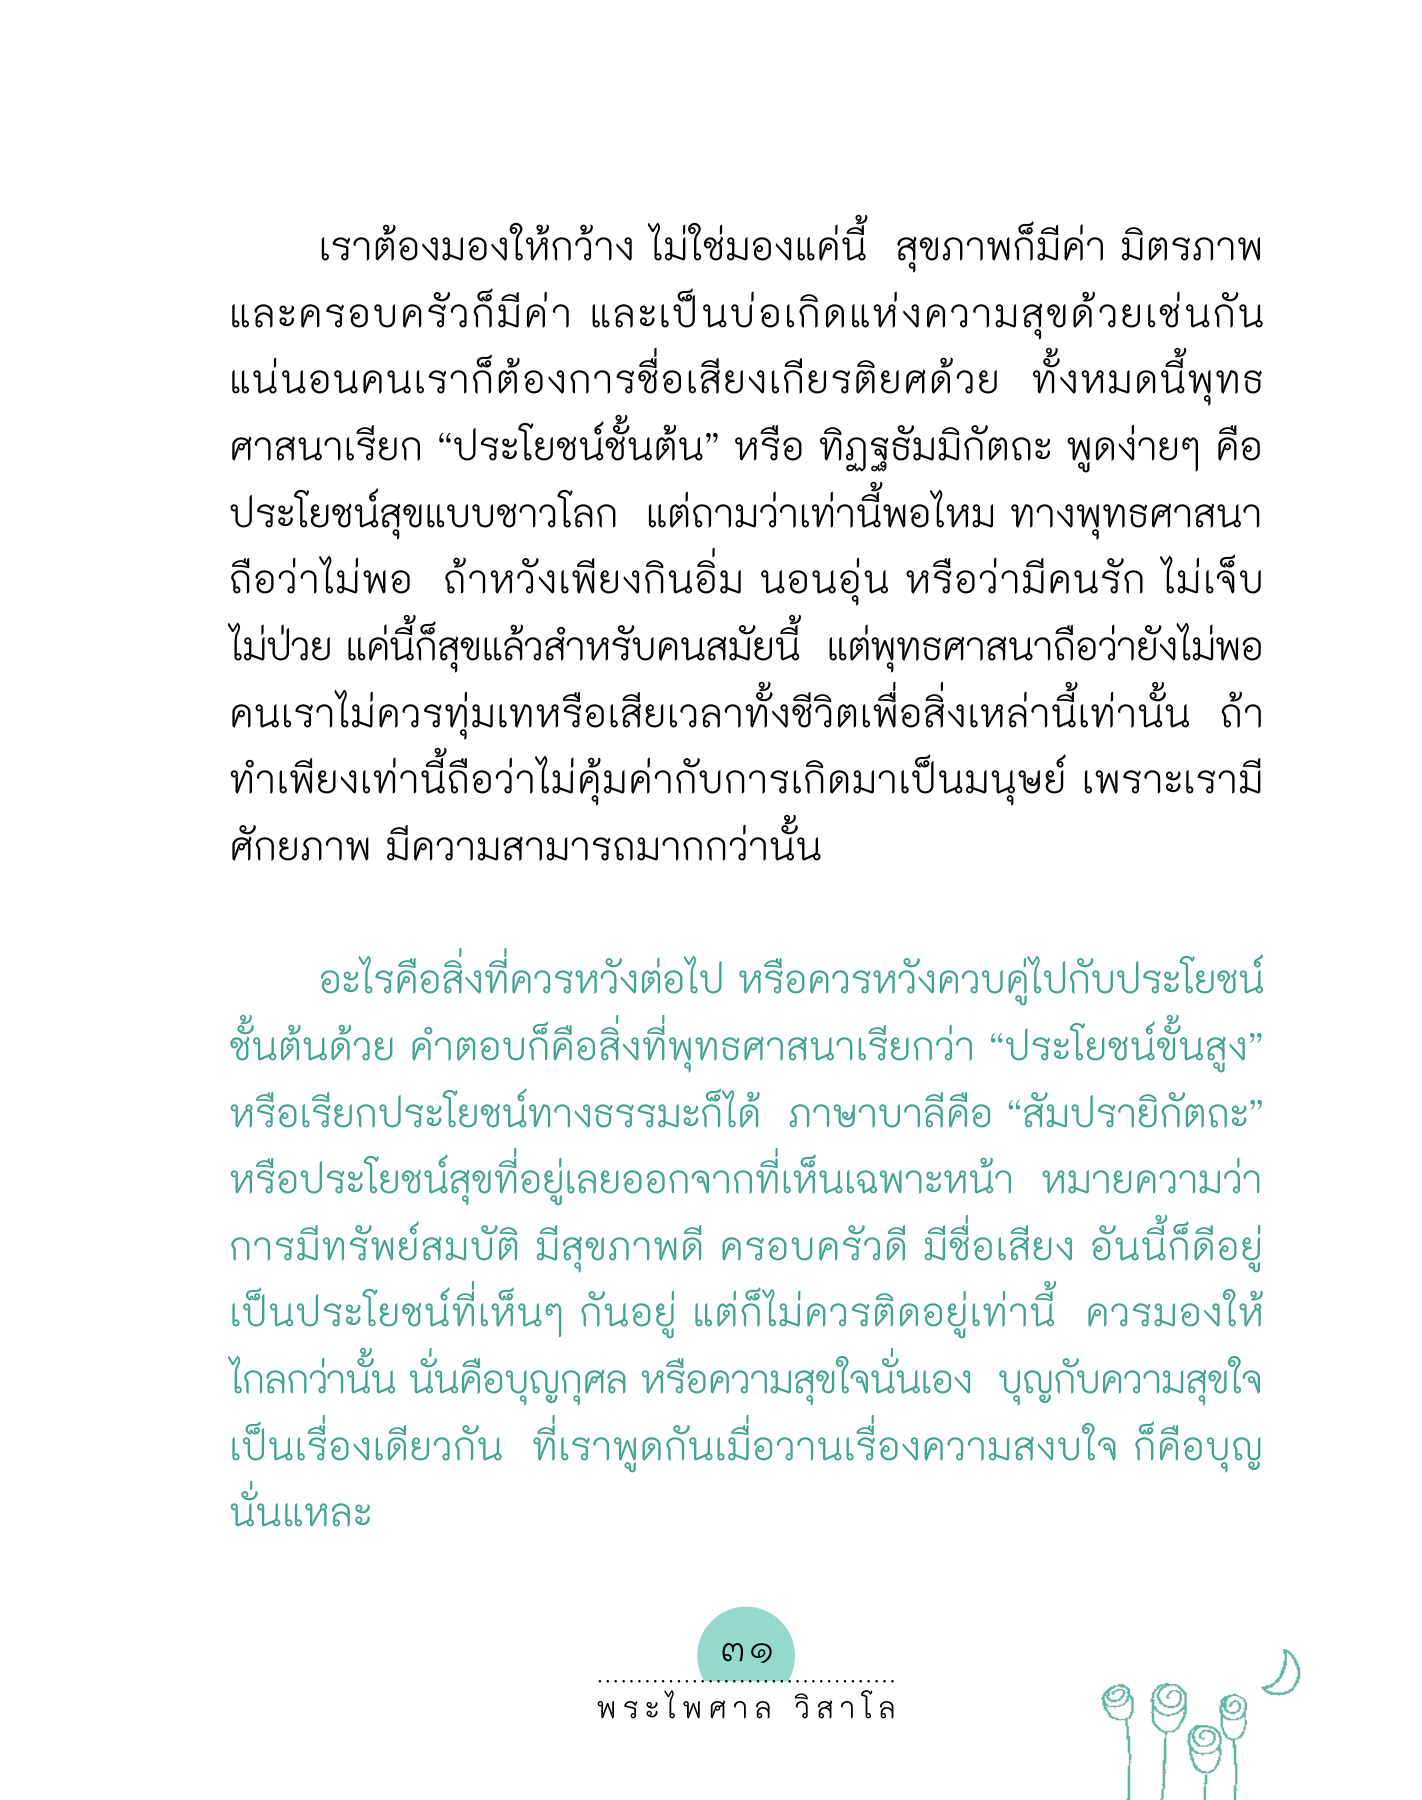 เราต้องมองให้กว้าง ไม่ใช่มองแค่นี้ สุขภาพก็มีค่า มิตรภาพ
และครอบครัวก็มีค่า และเป็นบ่อเกิดแห่งความสุขด้วยเช่นกัน
แน่นอนคนเราก็ต้องการชื่อเสียงเกียรติยศด้วย ทั้งหมดนี้พุทธ
ศาสนาเรียก “ประโยชน์ชั้นต้น” หรือ ทิฏฐธัมมิกัตถะ พูดง่ายๆ คือ
ประโยชน์สุขแบบชาวโลก แต่ถามว่าเท่านี้พอไหม ทางพุทธศาสนา
ถือว่าไม่พอ ถ้าหวังเพียงกินอิ่ม นอนอุ่น หรือว่ามีคนรัก ไม่เจ็บ
ไม่ป่วย แค่นี้ก็สุขแล้วสำหรับคนสมัยนี้ แต่พุทธศาสนาถือว่ายังไม่พอ
คนเราไม่ควรทุ่มเทหรือเสียเวลาทั้งชีวิตเพื่อสิ่งเหล่านี้เท่านั้น ถ้า
ทำเพียงเท่านี้ถือว่าไม่คุ้มค่ากับการเกิดมาเป็นมนุษย์ เพราะเรามี
ศักยภาพ มีความสามารถมากกว่านั้น
อะไรคือสิ่งที่ควรหวังต่อไป หรือควรหวังควบคู่ไปกับประโยชน์
ชั้นต้นด้วย คำตอบก็คือสิ่งที่พุทธศาสนาเรียกว่า “ประโยชน์ขั้นสูง”
หรือเรียกประโยชน์ทางธรรมะก็ได้ ภาษาบาลีคือ “สัมปรายิกัตถะ”
หรือประโยชน์สุขที่อยู่เลยออกจากที่เห็นเฉพาะหน้า หมายความว่า
การมีทรัพย์สมบัติ มีสุขภาพดี ครอบครัวดี มีชื่อเสียง อันนี้ก็ดีอยู่
เป็นประโยชน์ที่เห็นๆ กันอยู่ แต่ก็ไม่ควรติดอยู่เท่านี้ ควรมองให้
ไกลกว่านั้น นั่นคือบุญกุศล หรือความสุขใจนั่นเอง บุญกับความสุขใจ
เป็นเรื่องเดียวกัน ที่เราพูดกันเมื่อวานเรื่องความสงบใจ ก็คือบุญ
นั่นแหละ
๓๑
พระไพศาล วิสาโล